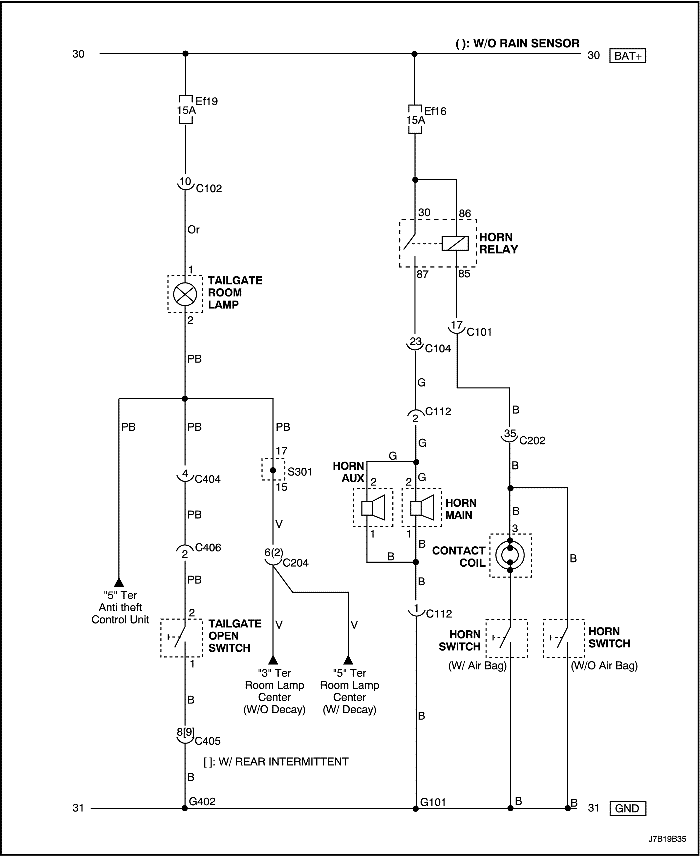 ( ): W/O RAIN SENSOR
30
30 BAT+
Ef19
15A
Ef16
15A
10
C102
Or
30
86
HORN
RELAY
87
85
1
TAILGATE
ROOM
LAMP
2
17
C101
23
C104
PB
G
PB
PB
PB
C112
2
B
35
C202
17
S301
15
G
G
B
4
C404
HORN
AUX
2
2
G
HORN
MAIN
1
1
B
3
PB
V
B
B
B
C406
2
6(2)
C204
CONTACT
COIL
PB
B
"5" Ter
Anti theft
Control Unit
2
TAILGATE
OPEN
SWITCH
1
1
C112
V
V
HORN
SWITCH
(W/ Air Bag)
HORN
SWITCH
(W/O Air Bag)
"3" Ter
Room Lamp
Center
(W/O Decay)
"5" Ter
Room Lamp
Center
(W/ Decay)
B
B
8[9]
C405
[ ]: W/ REAR INTERMITTENT
B
31
G402
G101
B
B
31 GND
J7B19B35